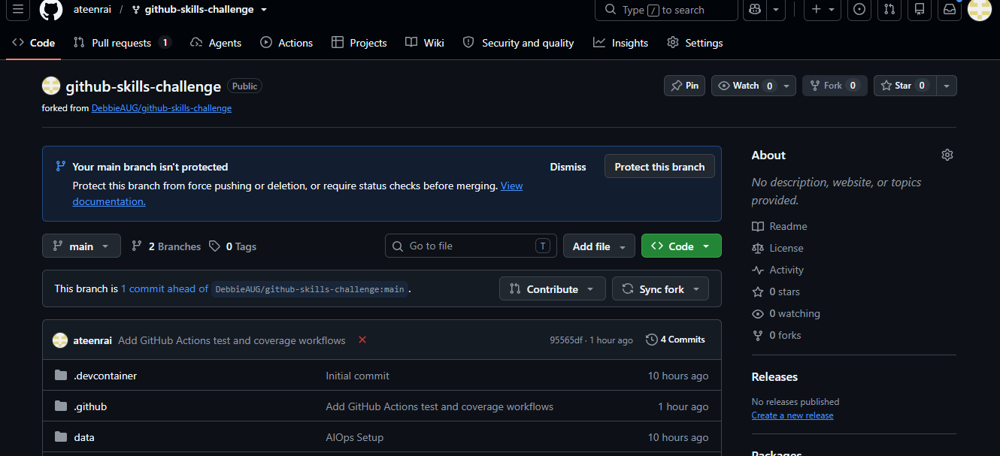 ateenrai / github-skills-challenge
Type / to search
Code Pull requests 1 Agents Actions Projects Wiki Security and quality Insights Settings
github-skills-challenge Public
Pin Watch 0 Fork 0 Star 0
forked from DebbieAUG/github-skills-challenge
Your main branch isn't protected
Protect this branch from force pushing or deletion, or require status checks before merging. View
documentation.
Dismiss Protect this branch
main 2 Branches 0 Tags
Go to file T Add file Code
This branch is 1 commit ahead of DebbieAUG/github-skills-challenge:main .
Contribute Sync fork
ateenrai Add GitHub Actions test and coverage workflows 95565df · 1 hour ago 4 Commits
.devcontainer Initial commit 10 hours ago
.github Add GitHub Actions test and coverage workflows 1 hour ago
data AIOps Setup 10 hours ago
About
No description, website, or topics
provided.
Readme
License
Activity
0 stars
0 watching
0 forks
Releases
No releases published
Create a new release
Packages